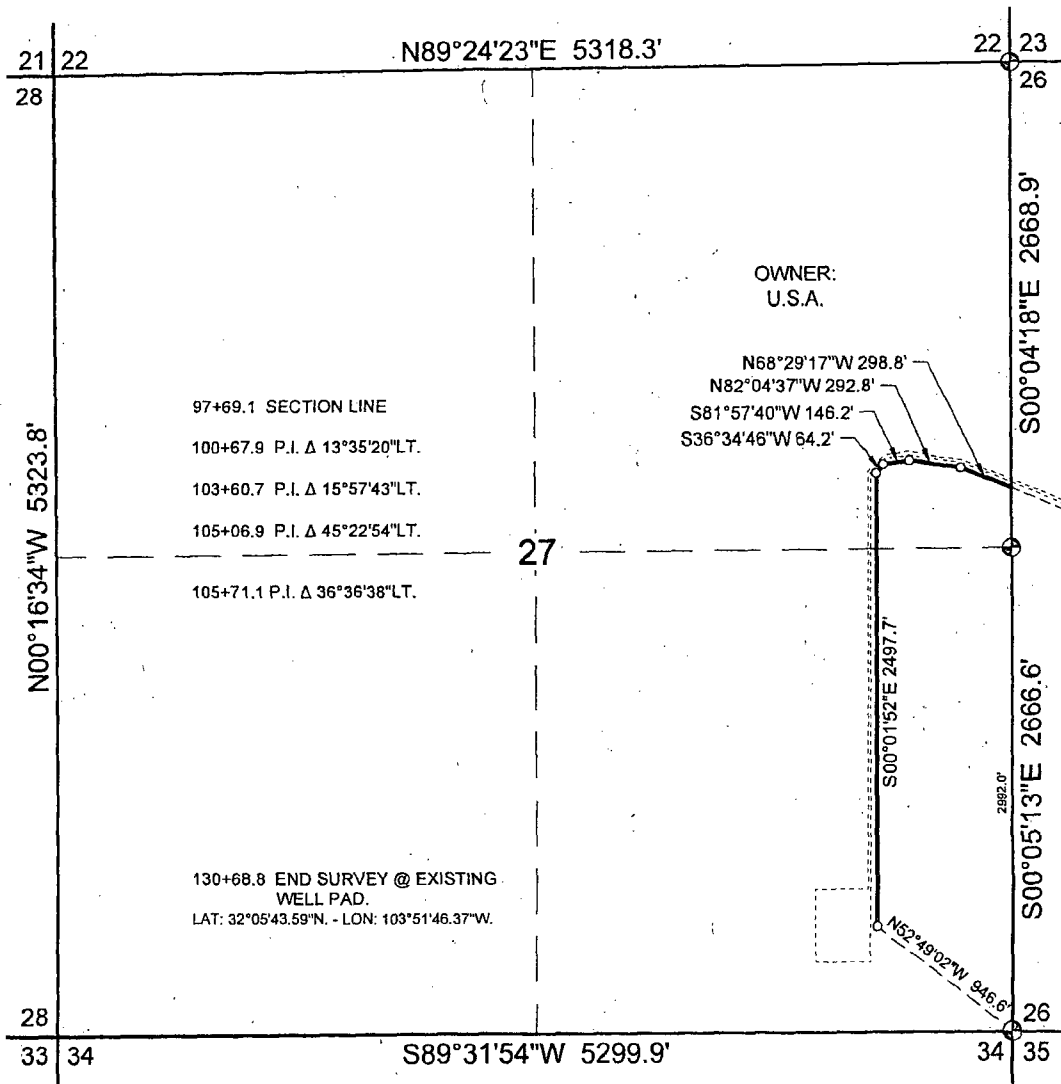 N89°24'23"E 5318.3'
21 22
28
22 23
26
S00°04'18"E 2668.9'
OWNER:
U.S.A.
N68°29'17"W 298.8'
N82°04'37"W 292.8'
S81°57'40"W 146.2'
S36°34'46"W 64.2'
97+69.1 SECTION LINE
100+67.9 P.I. Δ 13°35'20"LT.
103+60.7 P.I. Δ 15°57'43"LT.
105+06.9 P.I. Δ 45°22'54"LT.
105+71.1 P.I. Δ 36°36'38"LT.
N00°16'34"W 5323.8'
27
S00°01'52"E 2497.7'
S00°05'13"E 2666.6'
2992.0'
130+68.8 END SURVEY @ EXISTING
WELL PAD.
LAT: 32°05'43.59"N. - LON: 103°51'46.37"W.
N52°49'02"W 946.6'
28
33 34
S89°31'54"W 5299.9'
26
34 35